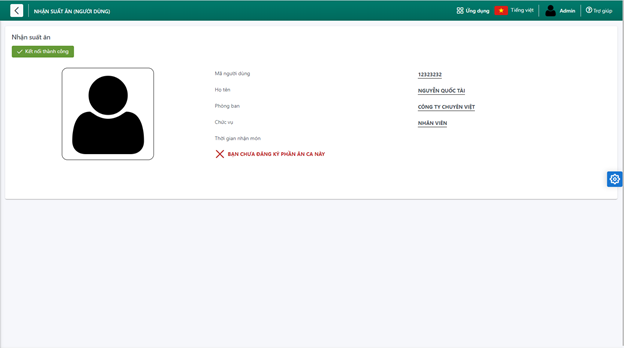 NHẬN SUẤT ĂN (NGƯỜI DÙNG)
Ứng dụng
Tiếng việt
Admin
Trợ giúp
Nhận suất ăn
Kết nối thành công
Mã người dùng
12323232
Họ tên
NGUYỄN QUỐC TÀI
Phòng ban
CÔNG TY CHUYÊN VIỆT
Chức vụ
NHÂN VIÊN
Thời gian nhận món
BẠN CHƯA ĐĂNG KÝ PHẦN ĂN CA NÀY